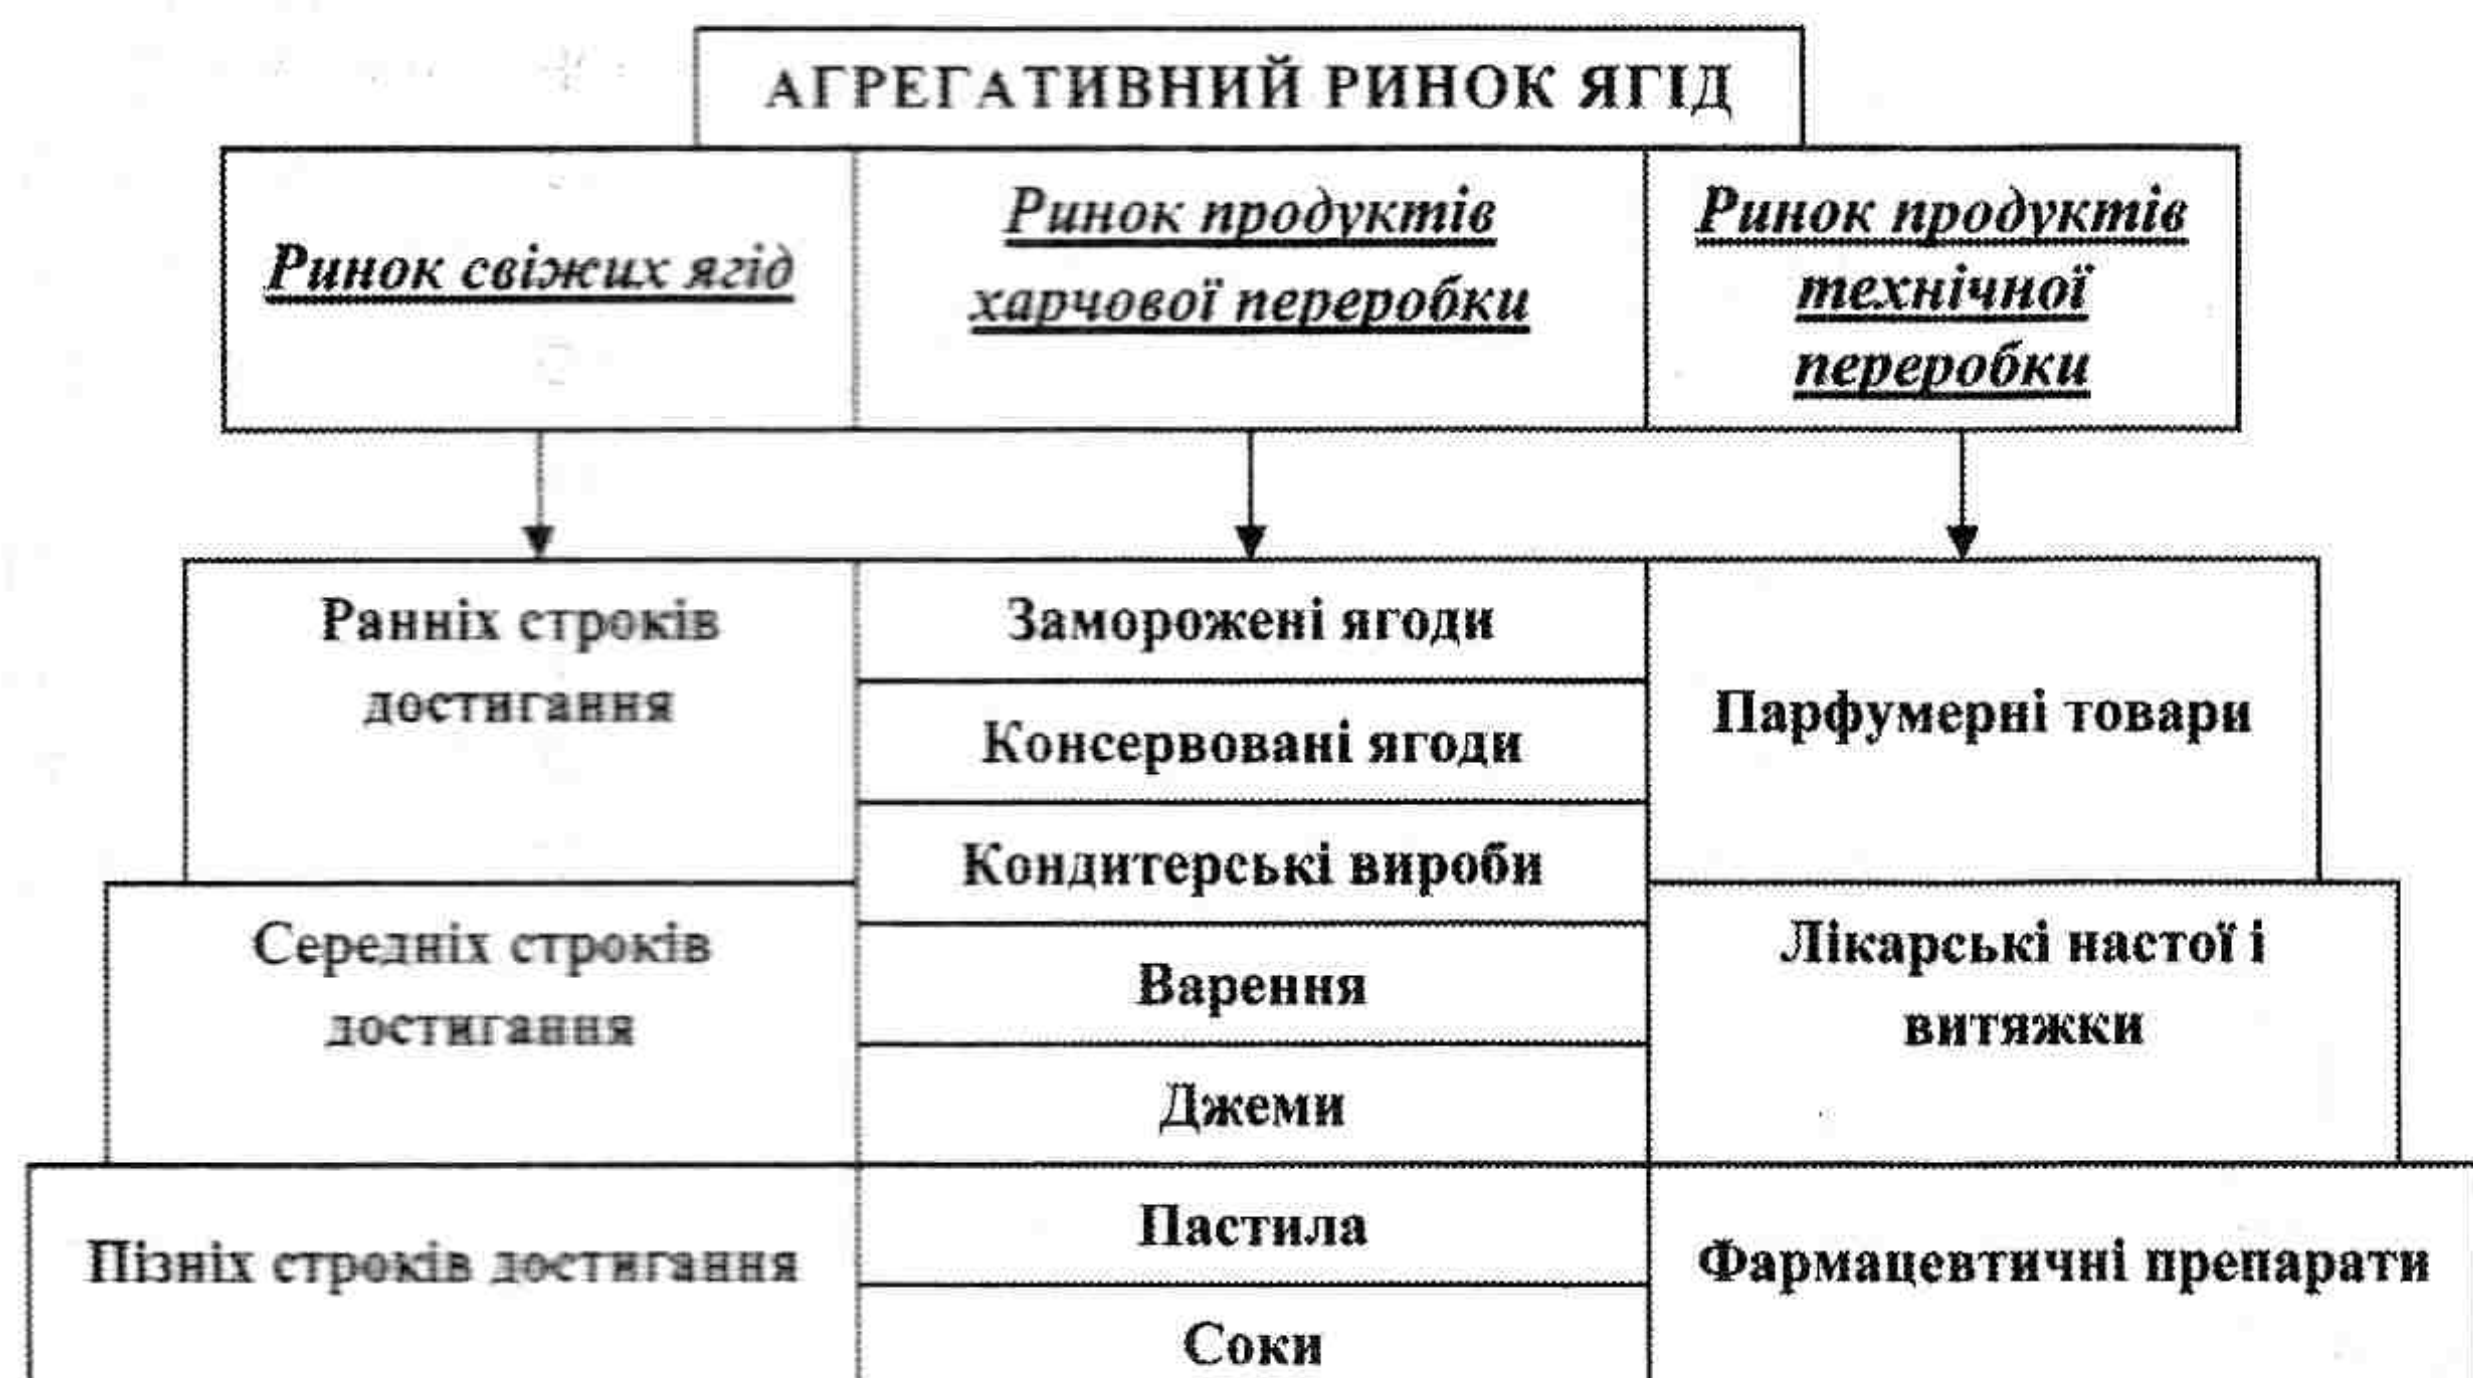 АГРЕГАТИВНИЙ РИНОК ЯГІД
Ринок свіжих ягід
Ринок продуктів
харчової переробки
Ринок продуктів
технічної
переробки
Ранніх строків
достигання
Середніх строків
достигання
Пізніх строків достигання
Заморожені ягоди
Консервовані ягоди
Кондитерські вироби
Варення
Джеми
Пастила
Соки
Парфумерні товари
Лікарські настої і
витяжки
Фармацевтичні препарати